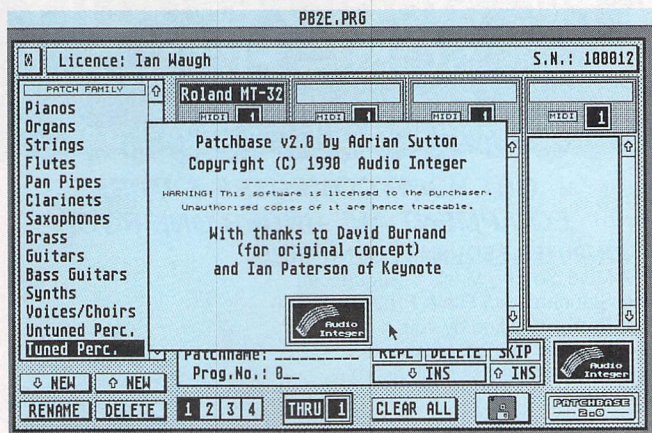 PB2E.PRG
Licence: Ian Waugh
S.N.: 100012
PATCH FAMILY
Pianos
Organs
Strings
Flutes
Pan Pipes
Clarinets
Saxophones
Brass
Guitars
Bass Guitars
Synths
Voices/Choirs
Untuned Perc.
Tuned Perc.
Roland MT-32
MIDI 1
MIDI 1
MIDI 1
MIDI 1
Patchbase v2.0 by Adrian Sutton
Copyright (C) 1990 Audio Integer
WARNING! This software is licensed to the purchaser.
Unauthorised copies of it are hence traceable.
With thanks to David Burnand
(for original concept)
and Ian Paterson of Keynote
Audio
Integer
Patchname: __________
REPL DELETE SKIP
Prog.No.: 0__
INS INS
Audio
Integer
NEW NEW
RENAME DELETE
1 2 3 4
THRU 1
CLEAR ALL
PATCHBASE
2.0